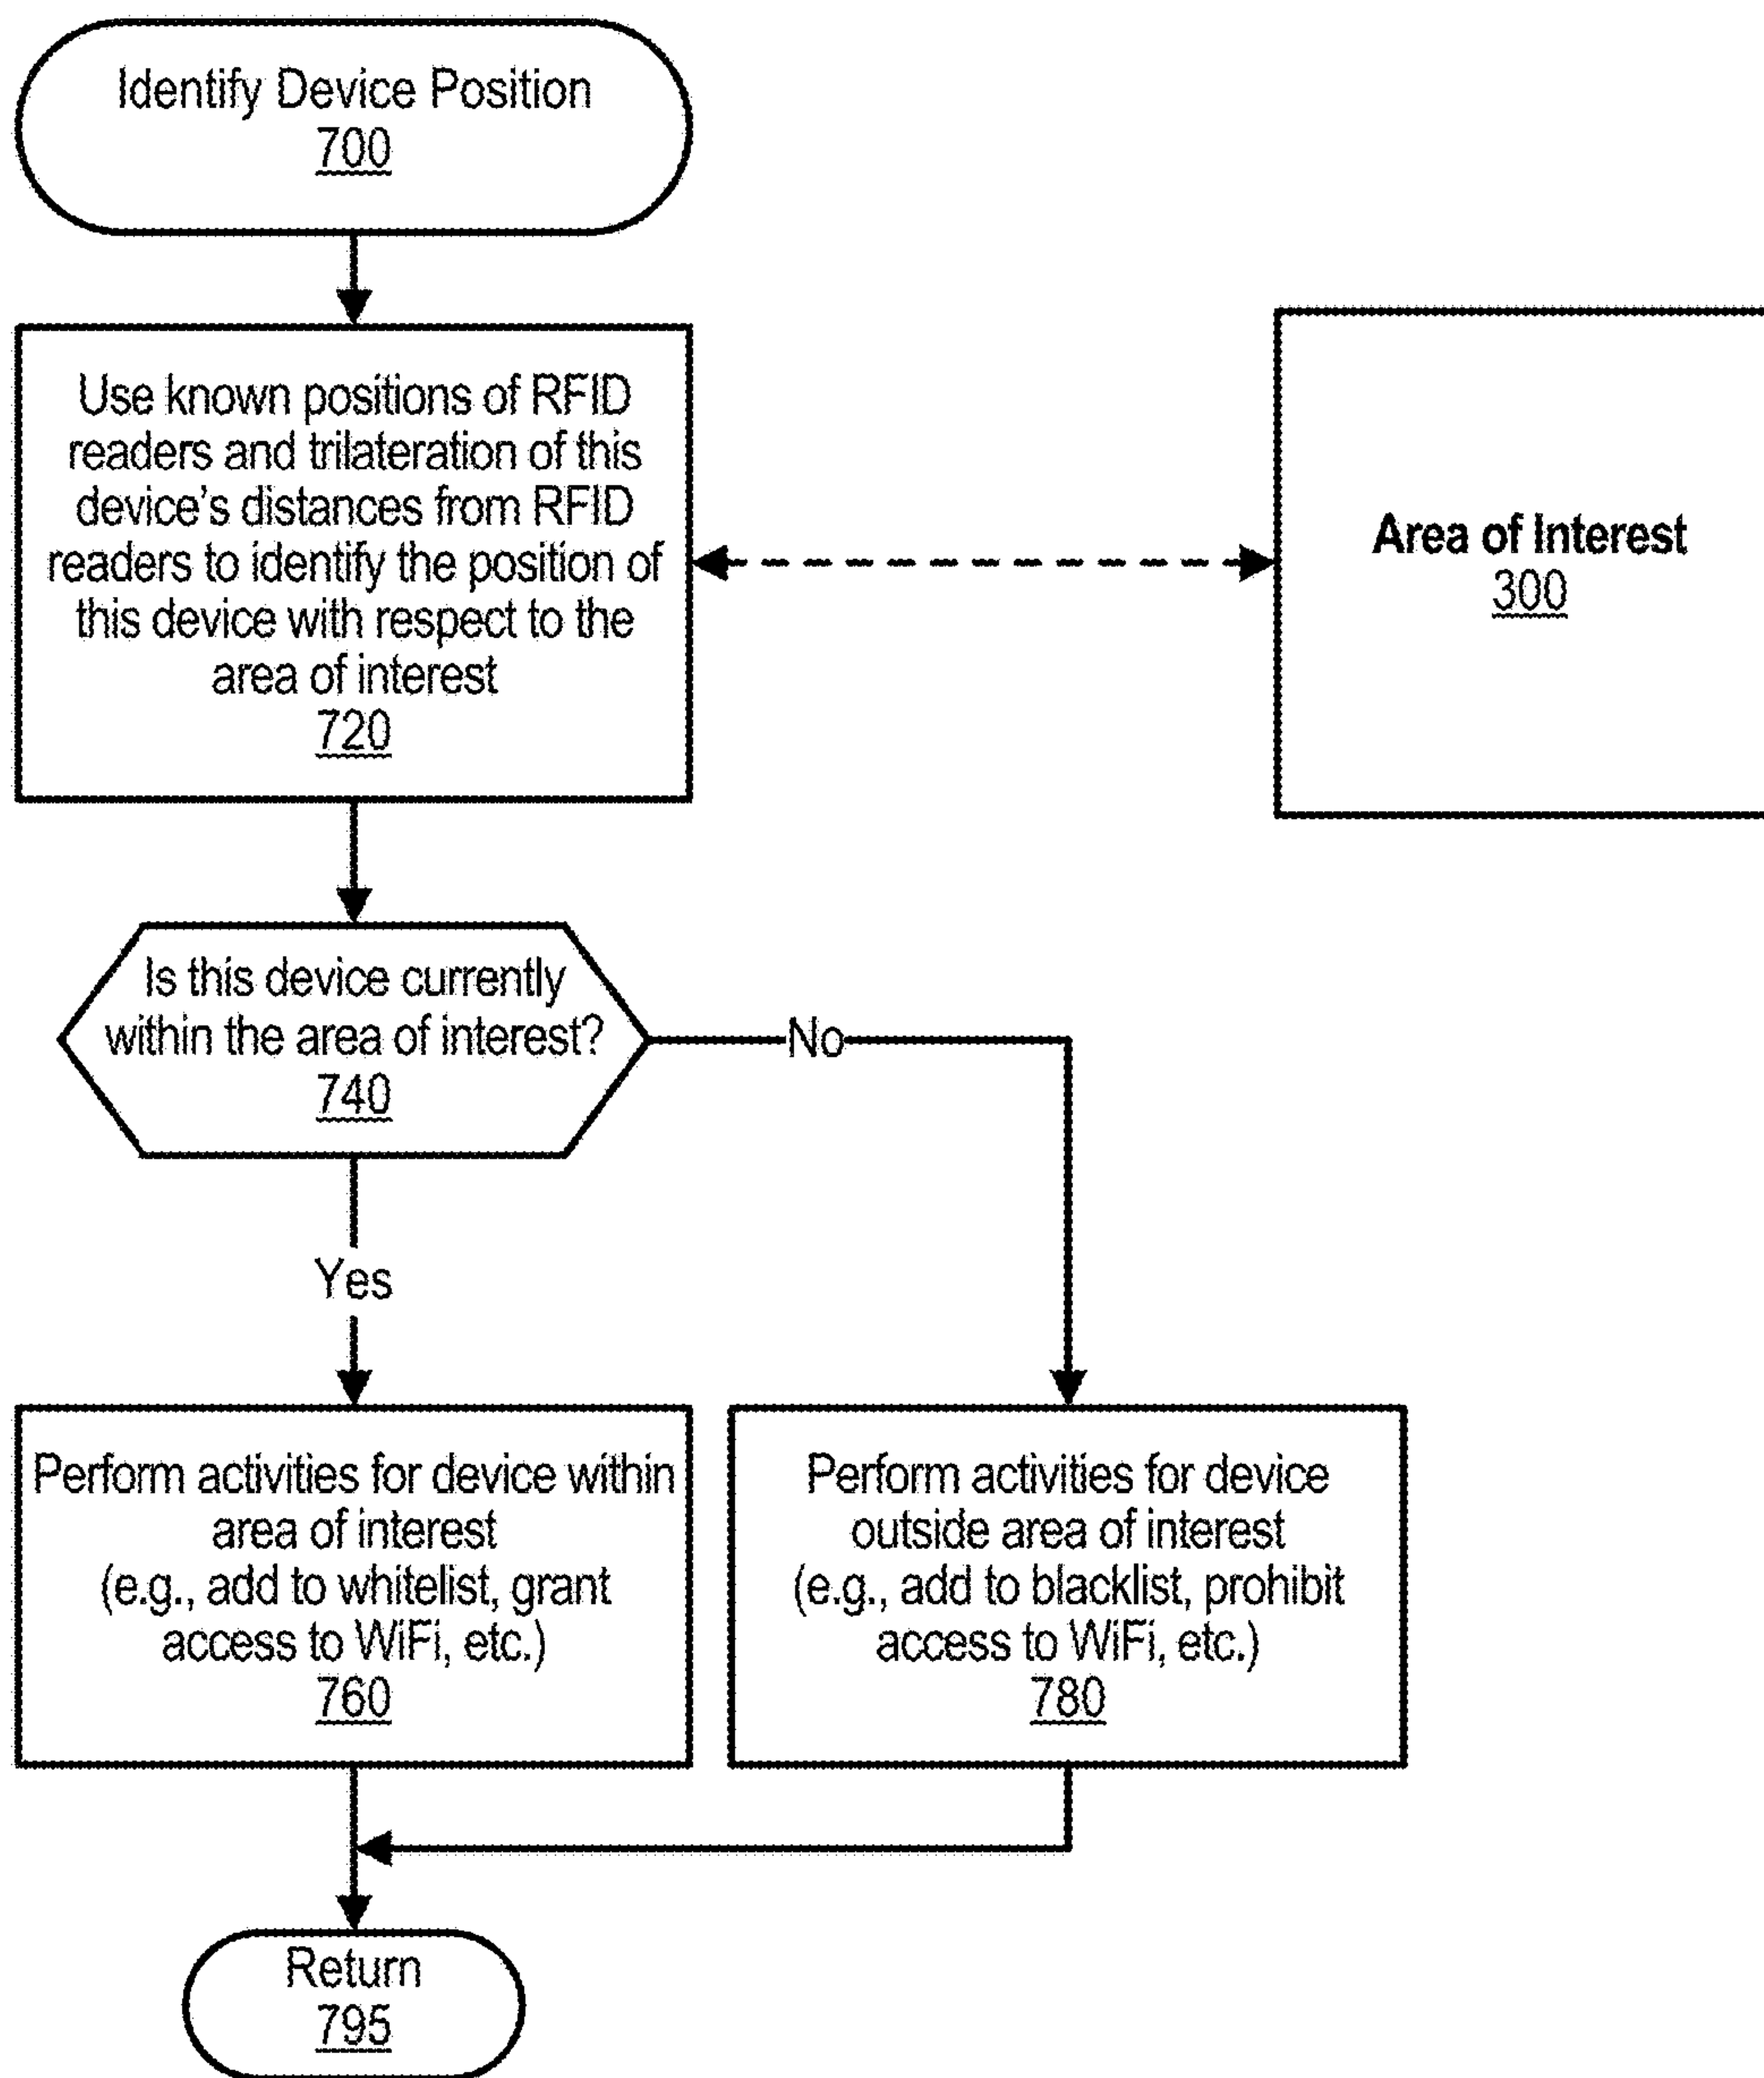 Identify Device Position
700
Use known positions of RFID
readers and trilateration of this
device's distances from RFID
readers to identify the position of
this device with respect to the
area of interest
720
Area of Interest
300
Is this device currently
within the area of interest?
740
No
Yes
Perform activities for device within
area of interest
(e.g., add to whitelist, grant
access to WiFi, etc.)
760
Perform activities for device
outside area of interest
(e.g., add to blacklist, prohibit
access to WiFi, etc.)
780
Return
795